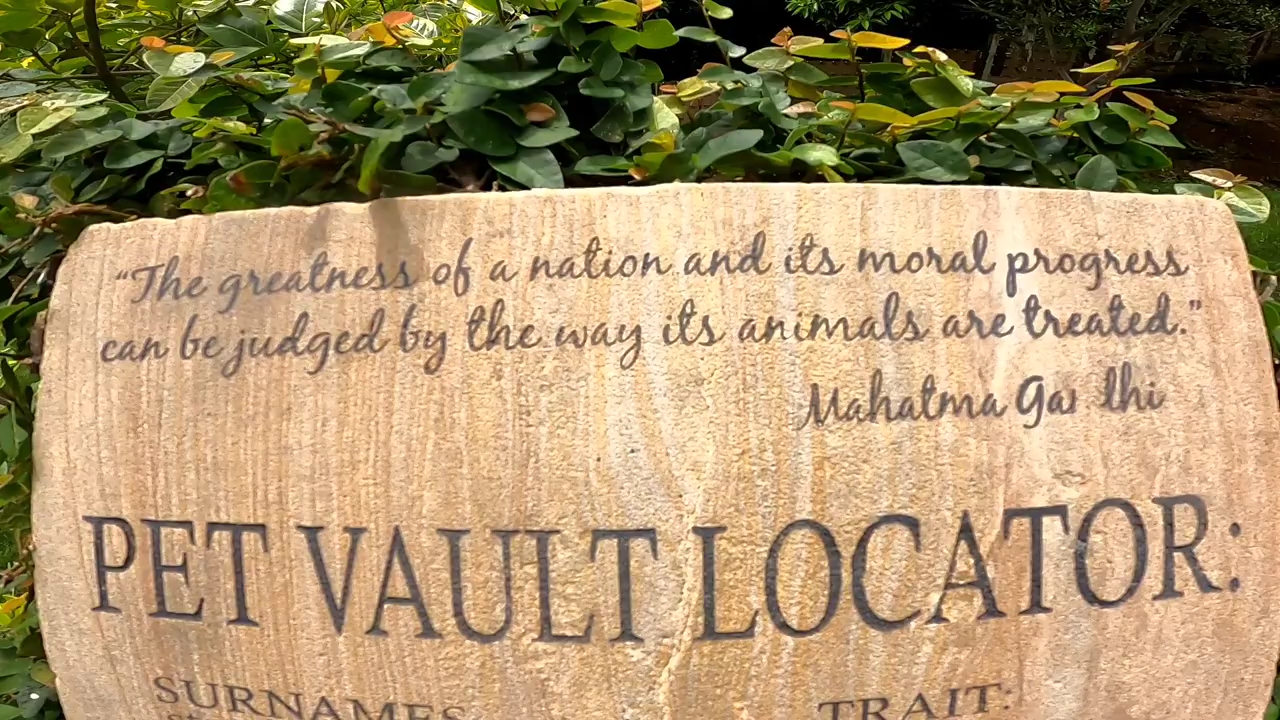 “The greatness of a nation and its moral progress
can be judged by the way its animals are treated.”
Mahatma Ga
PET VAULT LOCATOR:
SURNAMES
TRAIT: